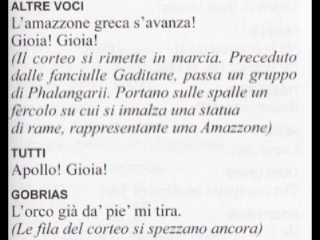 ALTRE VOCI
L'amazzone greca s'avanza!
Gioia! Gioia!
(Il corteo si rimette in marcia. Preceduto
dalle fanciulle Gaditane, passa un gruppo
di Phalangarii. Portano sulle spalle un
fercolo su cui si innalza una statua
di rame, rappresentante una Amazzone)
TUTTI
Apollo! Gioia!
GOBRIAS
L'orco già da' pie' mi tira.
(Le fila del corteo si spezzano ancora)